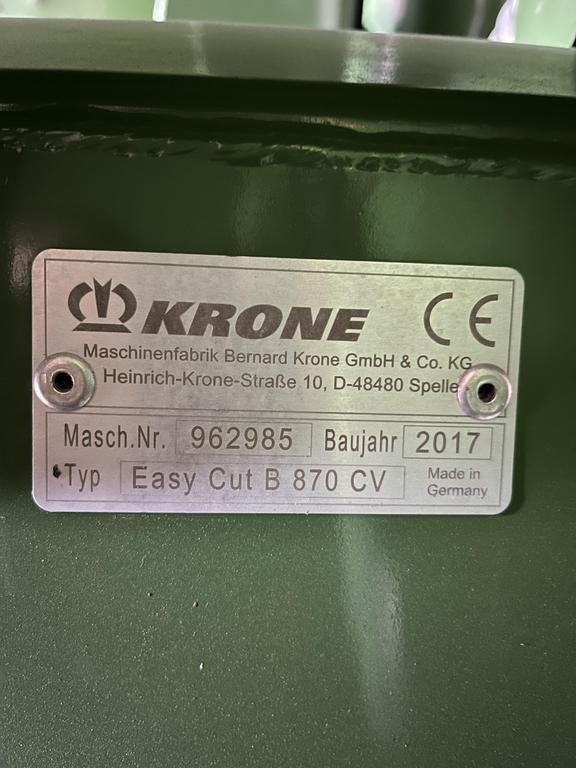 KRONE CE
Maschinenfabrik Bernard Krone GmbH & Co. KG
Heinrich-Krone-Straße 10, D-48480 Spelle
Masch.Nr. 962985 Baujahr 2017
Typ Easy Cut B 870 CV Made in
Germany